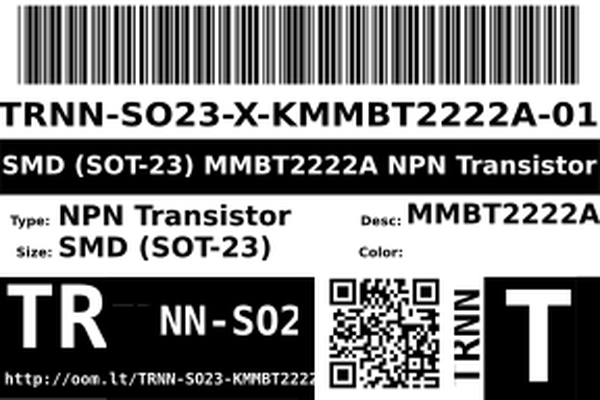 TRNN-SO23-X-KMMBT2222A-01
SMD (SOT-23) MMBT2222A NPN Transistor
Type: NPN Transistor Desc: MMBT2222A
Size: SMD (SOT-23) Color:
TR NN-SO2 TRNN T
http://oom.lt/TRNN-SO23-KMMBT2222